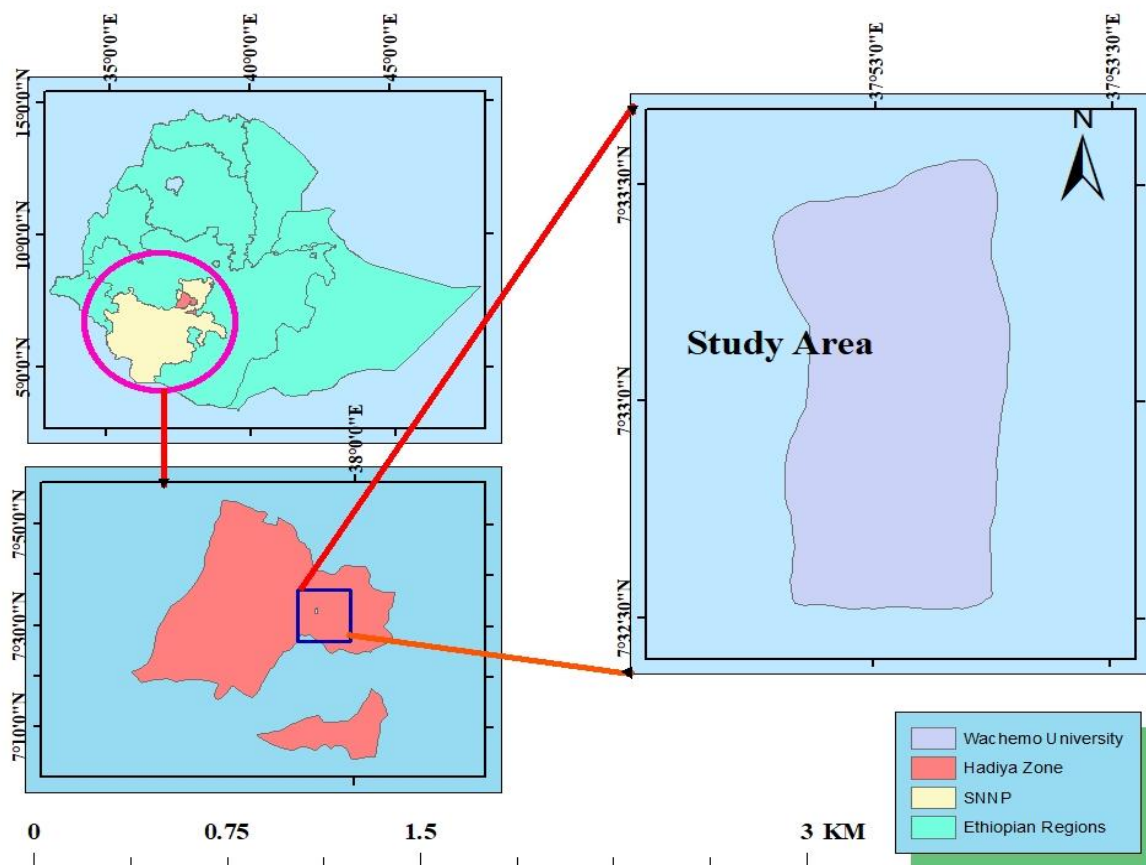 35°0'0"E
40°0'0"E
45°0'0"E
15°0'0"N
10°0'0"N
5°0'0"N
38°0'0"E
7°50'0"N
7°30'0"N
7°10'0"N
37°53'0"E
37°53'30"E
N
7°33'30"N
7°33'0"N
7°32'30"N
Study Area
Wachemo University
Hadiya Zone
SNNP
Ethiopian Regions
0 0.75 1.5 3 KM